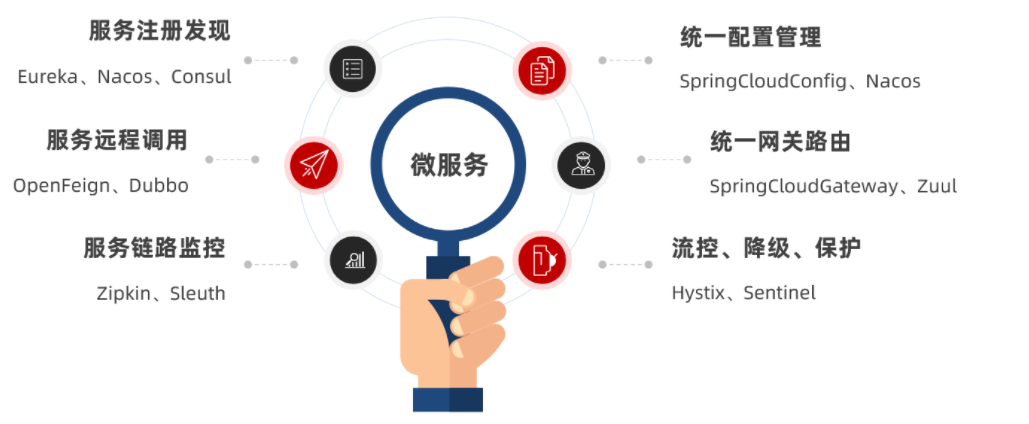 服务注册发现
Eureka、Nacos、Consul
统一配置管理
SpringCloudConfig、Nacos
服务远程调用
OpenFeign、Dubbo
微服务
统一网关路由
SpringCloudGateway、Zuul
服务链路监控
Zipkin、Sleuth
流控、降级、保护
Hystix、Sentinel